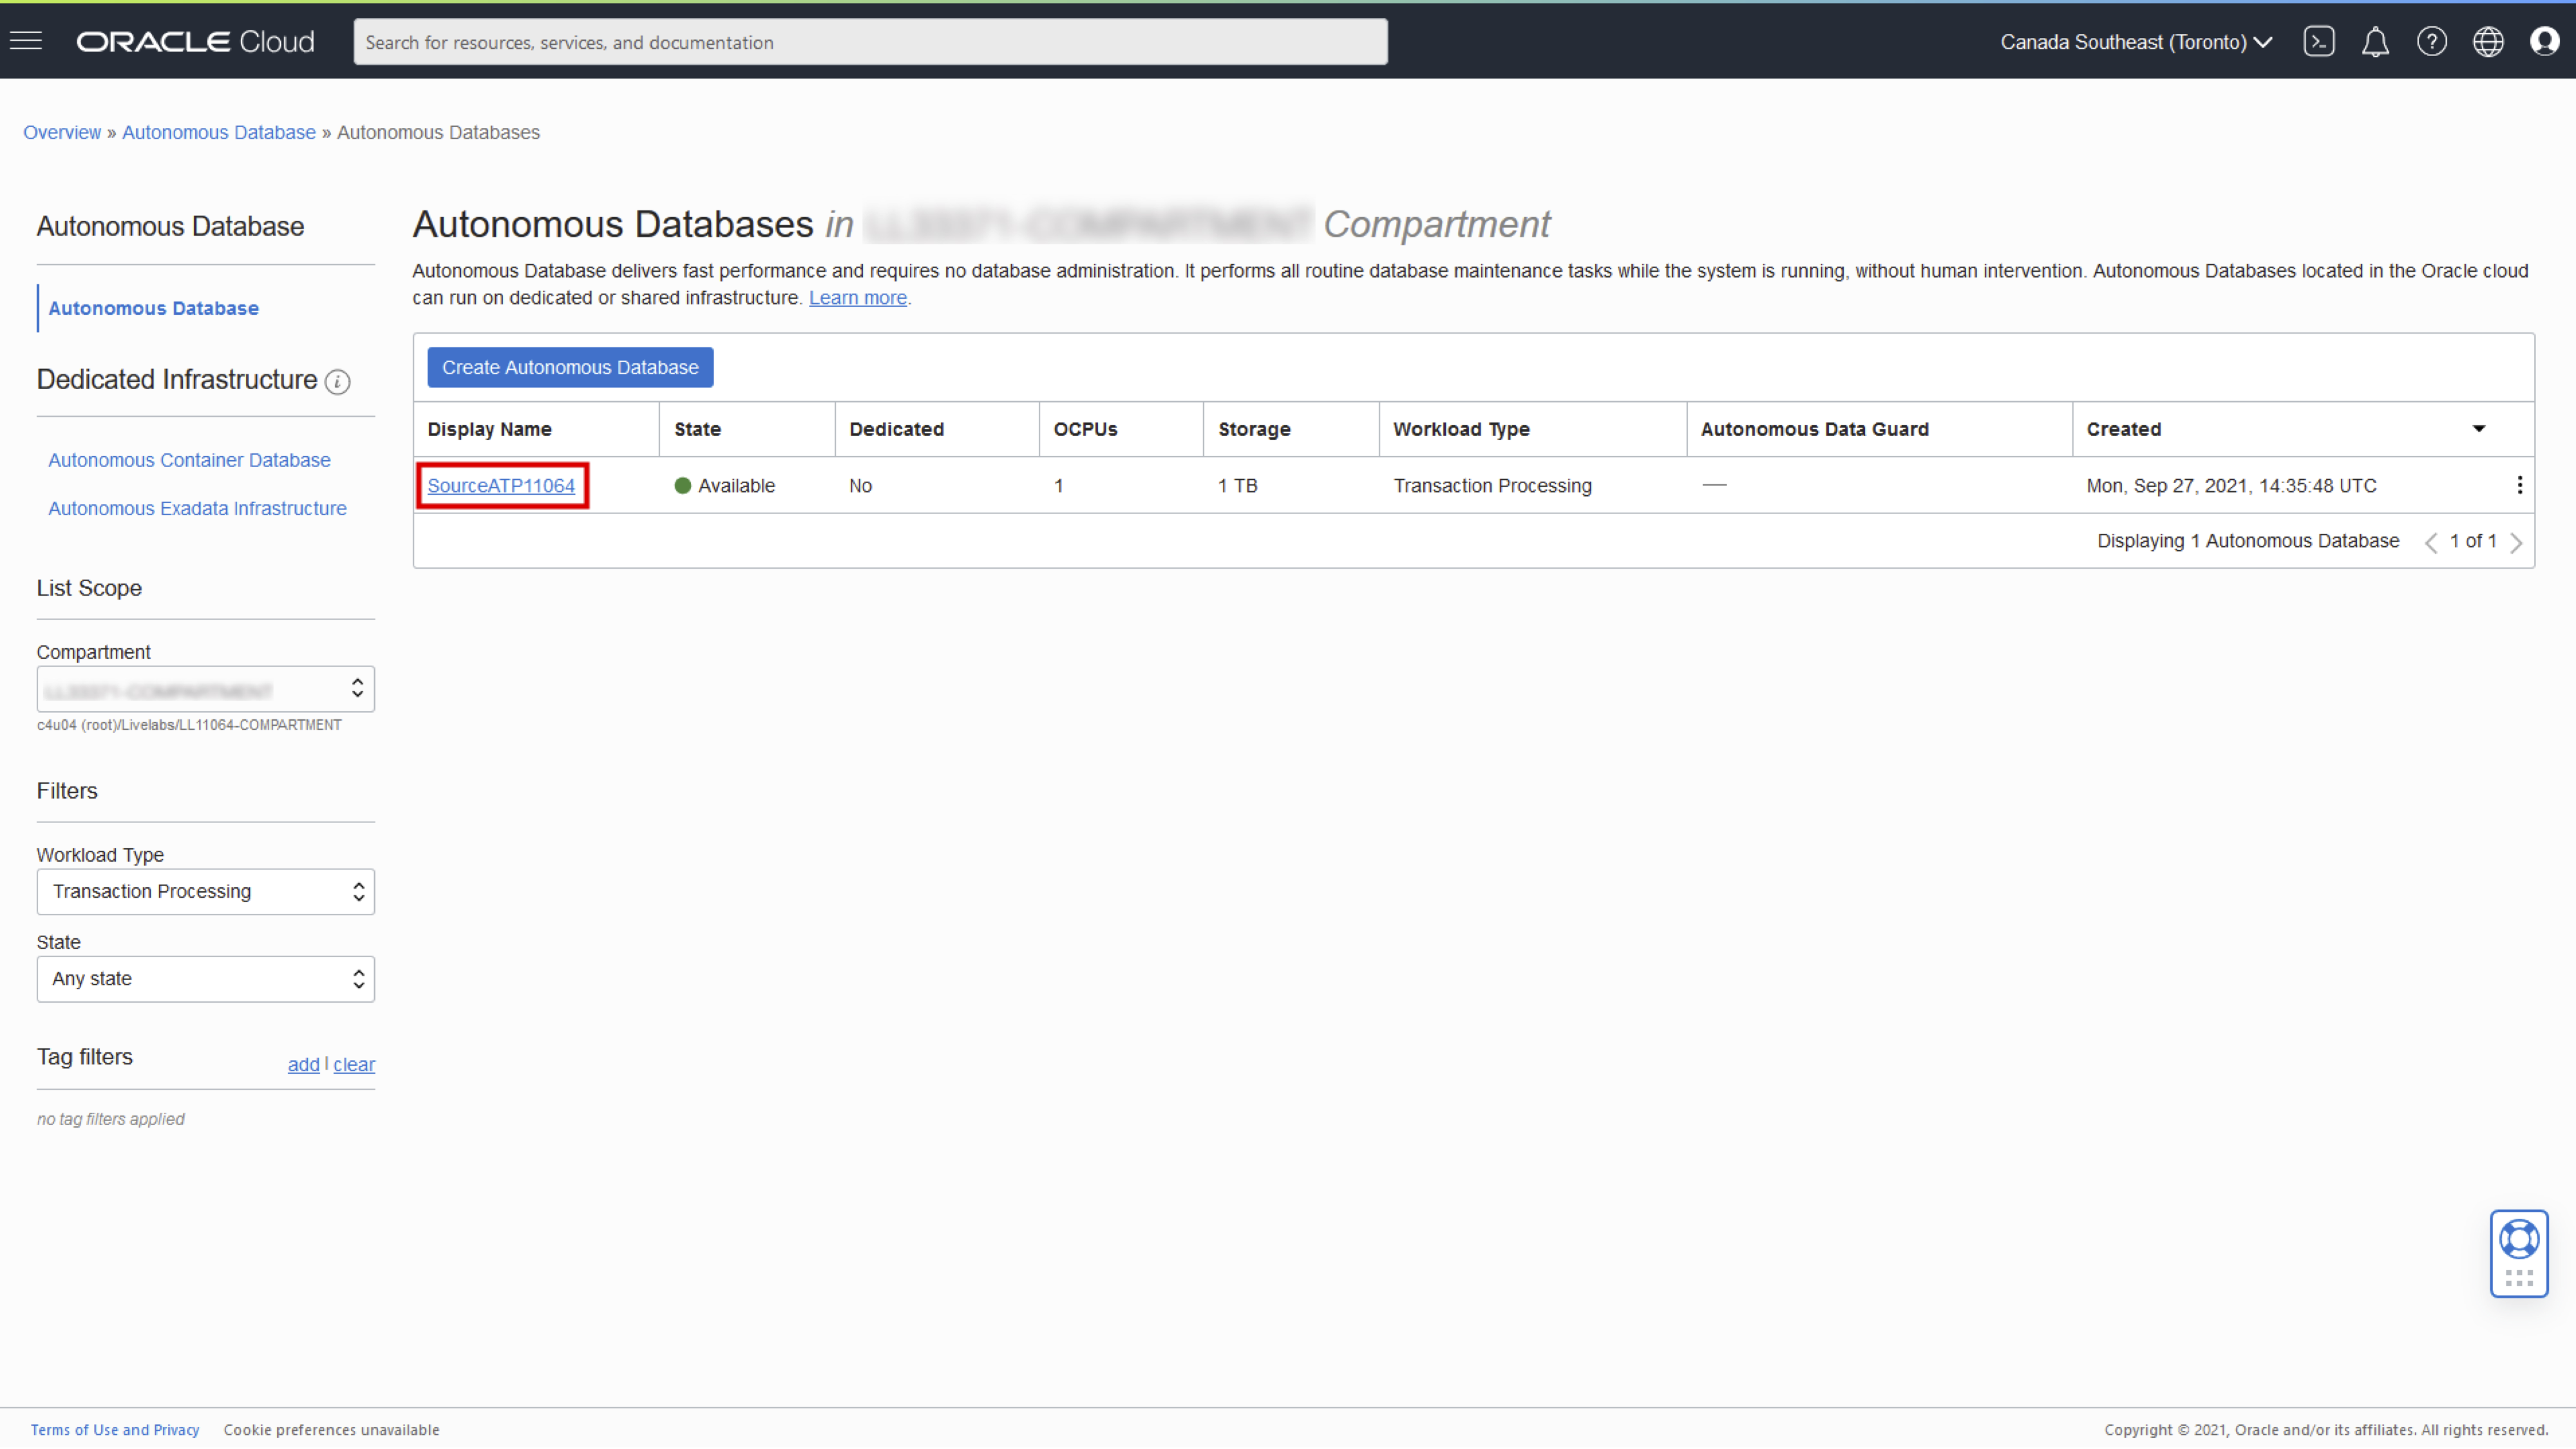 ORACLE Cloud
Search for resources, services, and documentation
Canada Southeast (Toronto)
Overview » Autonomous Database » Autonomous Databases
Autonomous Database
Autonomous Database
Dedicated Infrastructure
Autonomous Container Database
Autonomous Exadata Infrastructure
List Scope
Compartment
c4u04 (root)/Livelabs/LL11064-COMPARTMENT
Filters
Workload Type
Transaction Processing
State
Any state
Tag filters add | clear
no tag filters applied
Autonomous Databases in Compartment
Autonomous Database delivers fast performance and requires no database administration. It performs all routine database maintenance tasks while the system is running, without human intervention. Autonomous Databases located in the Oracle cloud
can run on dedicated or shared infrastructure. Learn more.
Create Autonomous Database
Display Name State Dedicated OCPUs Storage Workload Type Autonomous Data Guard Created
SourceATP11064 Available No 1 1 TB Transaction Processing — Mon, Sep 27, 2021, 14:35:48 UTC
Displaying 1 Autonomous Database 1 of 1
Terms of Use and Privacy Cookie preferences unavailable Copyright © 2021, Oracle and/or its affiliates. All rights reserved.